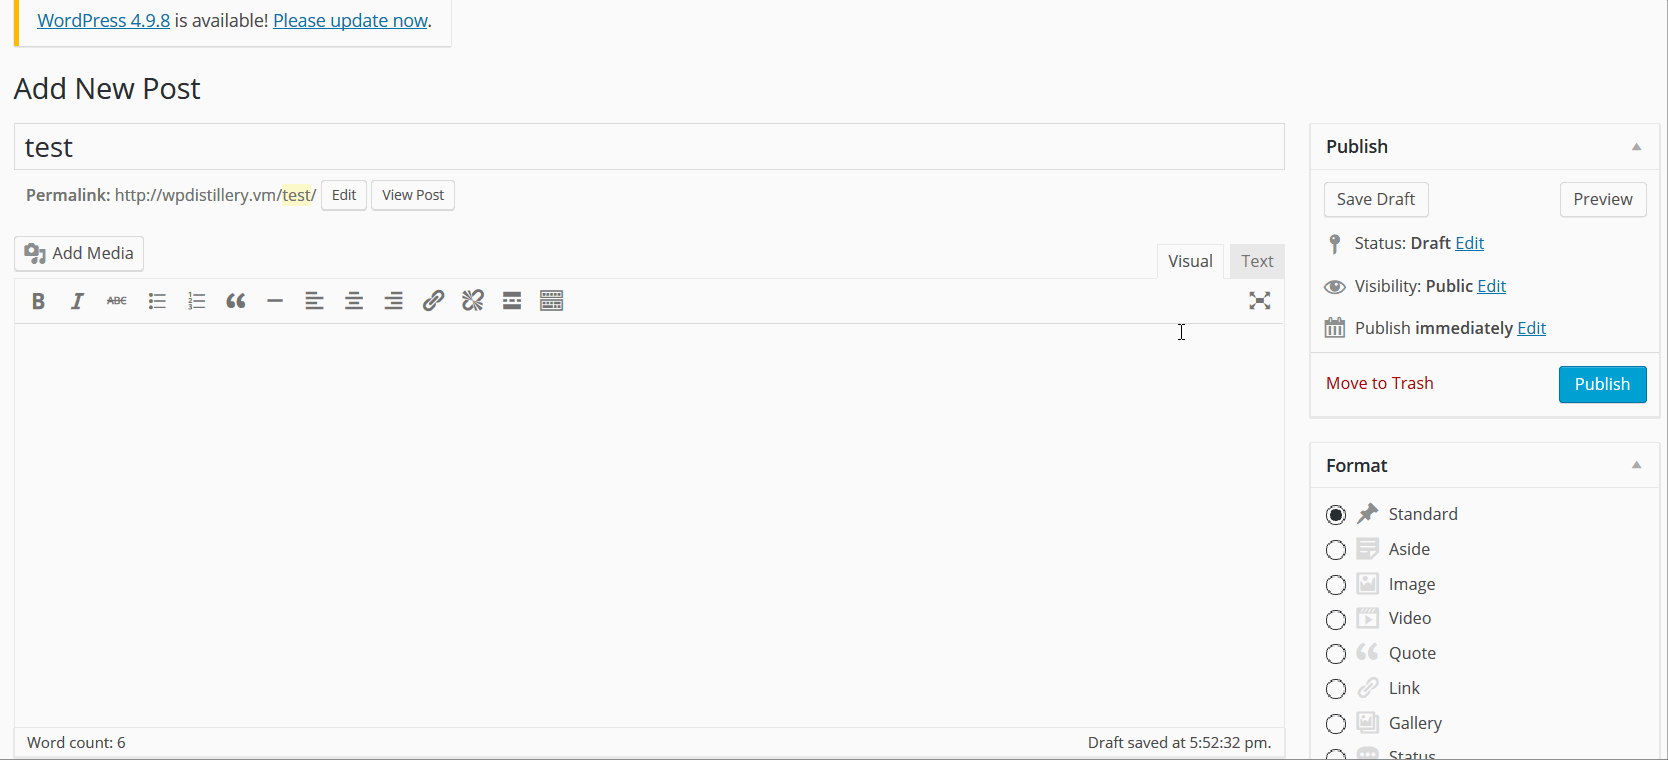 WordPress 4.9.8 is available! Please update now.
Add New Post
test
Permalink: http://wpdistillery.vm/test/ Edit View Post
Add Media
Visual Text
B I ABC
Word count: 6 Draft saved at 5:52:32 pm.
Publish
Save Draft Preview
Status: Draft Edit
Visibility: Public Edit
Publish immediately Edit
Move to Trash Publish
Format
Standard
Aside
Image
Video
Quote
Link
Gallery
Status